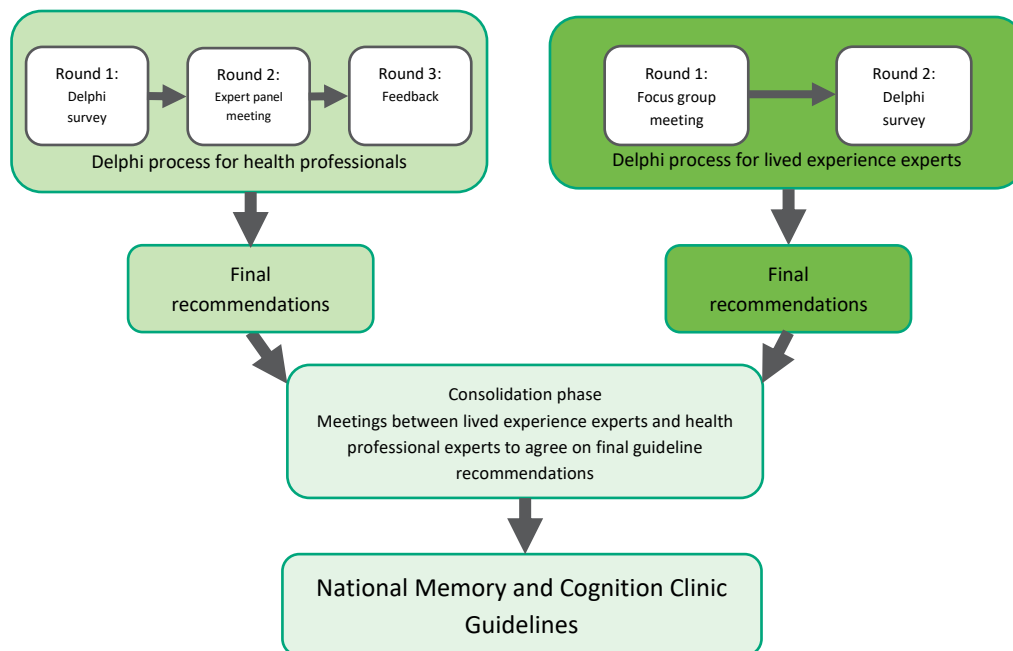 Round 1:
Delphi
survey
Round 2:
Expert panel
meeting
Round 3:
Feedback
Delphi process for health professionals
Round 1:
Focus group
meeting
Round 2:
Delphi
survey
Delphi process for lived experience experts
Final
recommendations
Final
recommendations
Consolidation phase
Meetings between lived experience experts and health
professional experts to agree on final guideline
recommendations
National Memory and Cognition Clinic
Guidelines